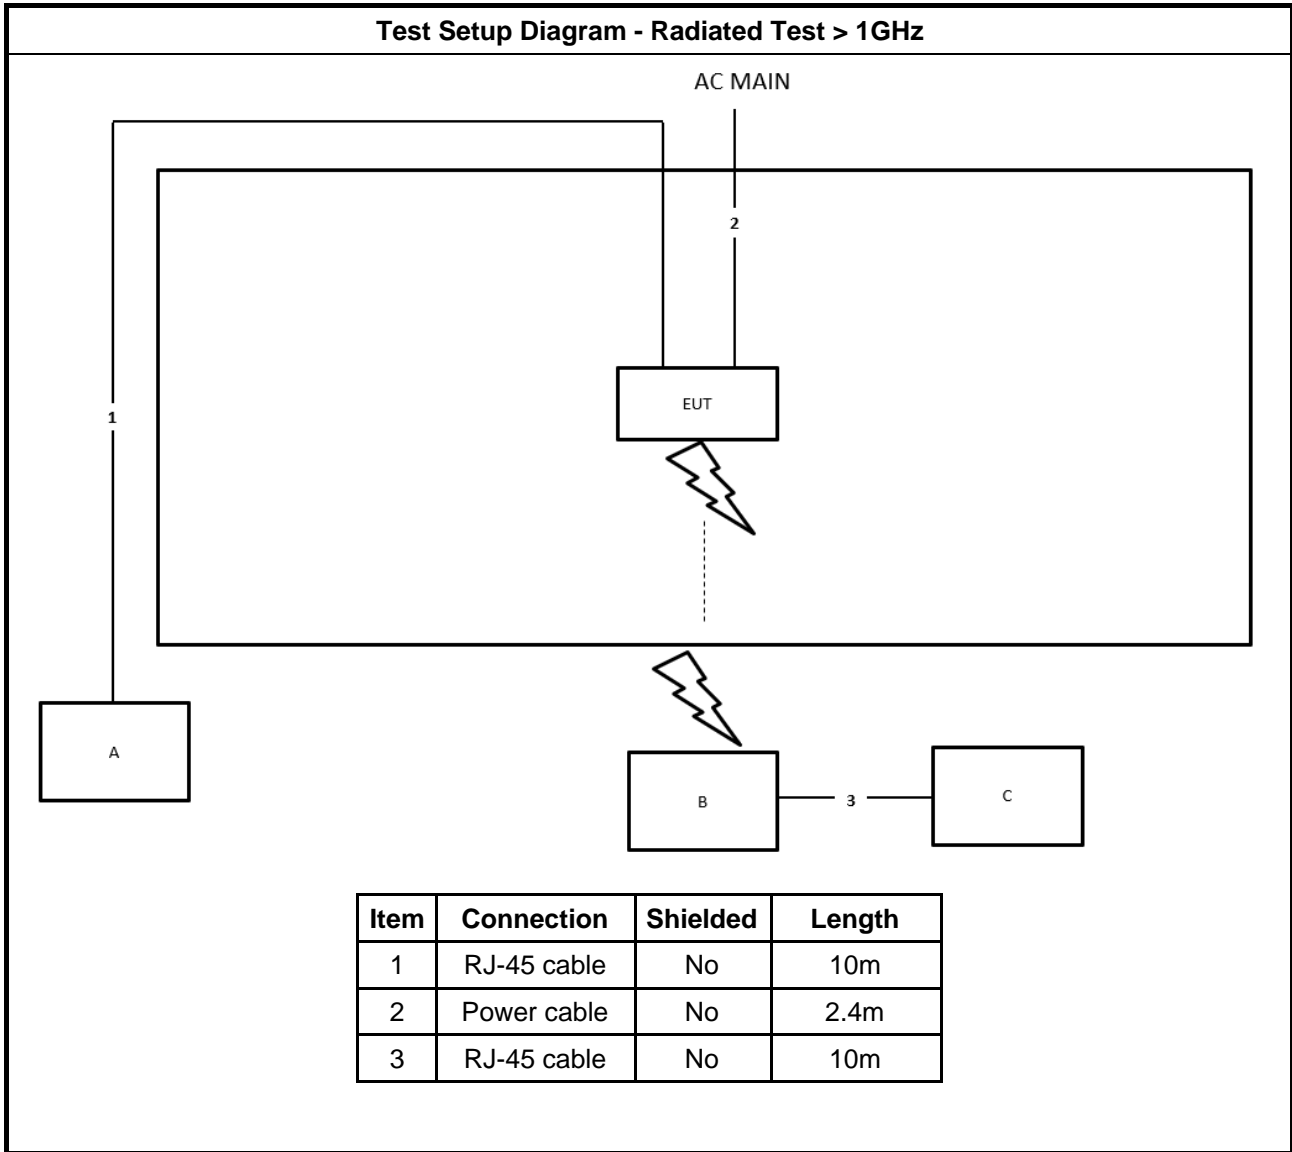 Test Setup Diagram - Radiated Test > 1GHz
AC MAIN
2
EUT
1
A
B
3
C
Item Connection Shielded Length
1 RJ-45 cable No 10m
2 Power cable No 2.4m
3 RJ-45 cable No 10m